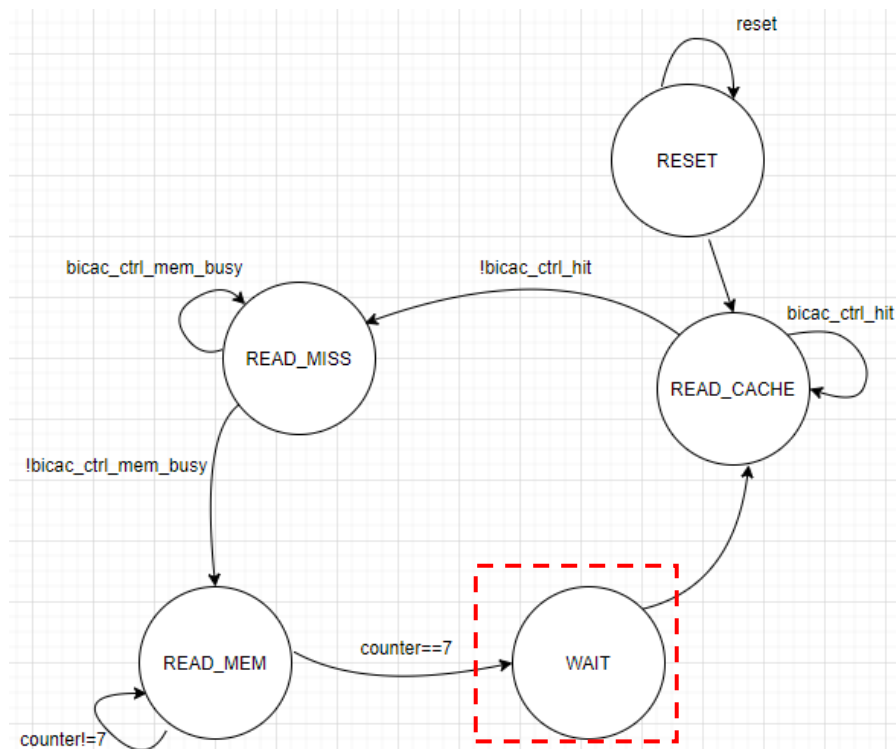 reset
RESET
bicac_ctrl_mem_busy
!bicac_ctrl_hit
bicac_ctrl_hit
READ_MISS
READ_CACHE
!bicac_ctrl_mem_busy
counter==7
READ_MEM
WAIT
counter!=7